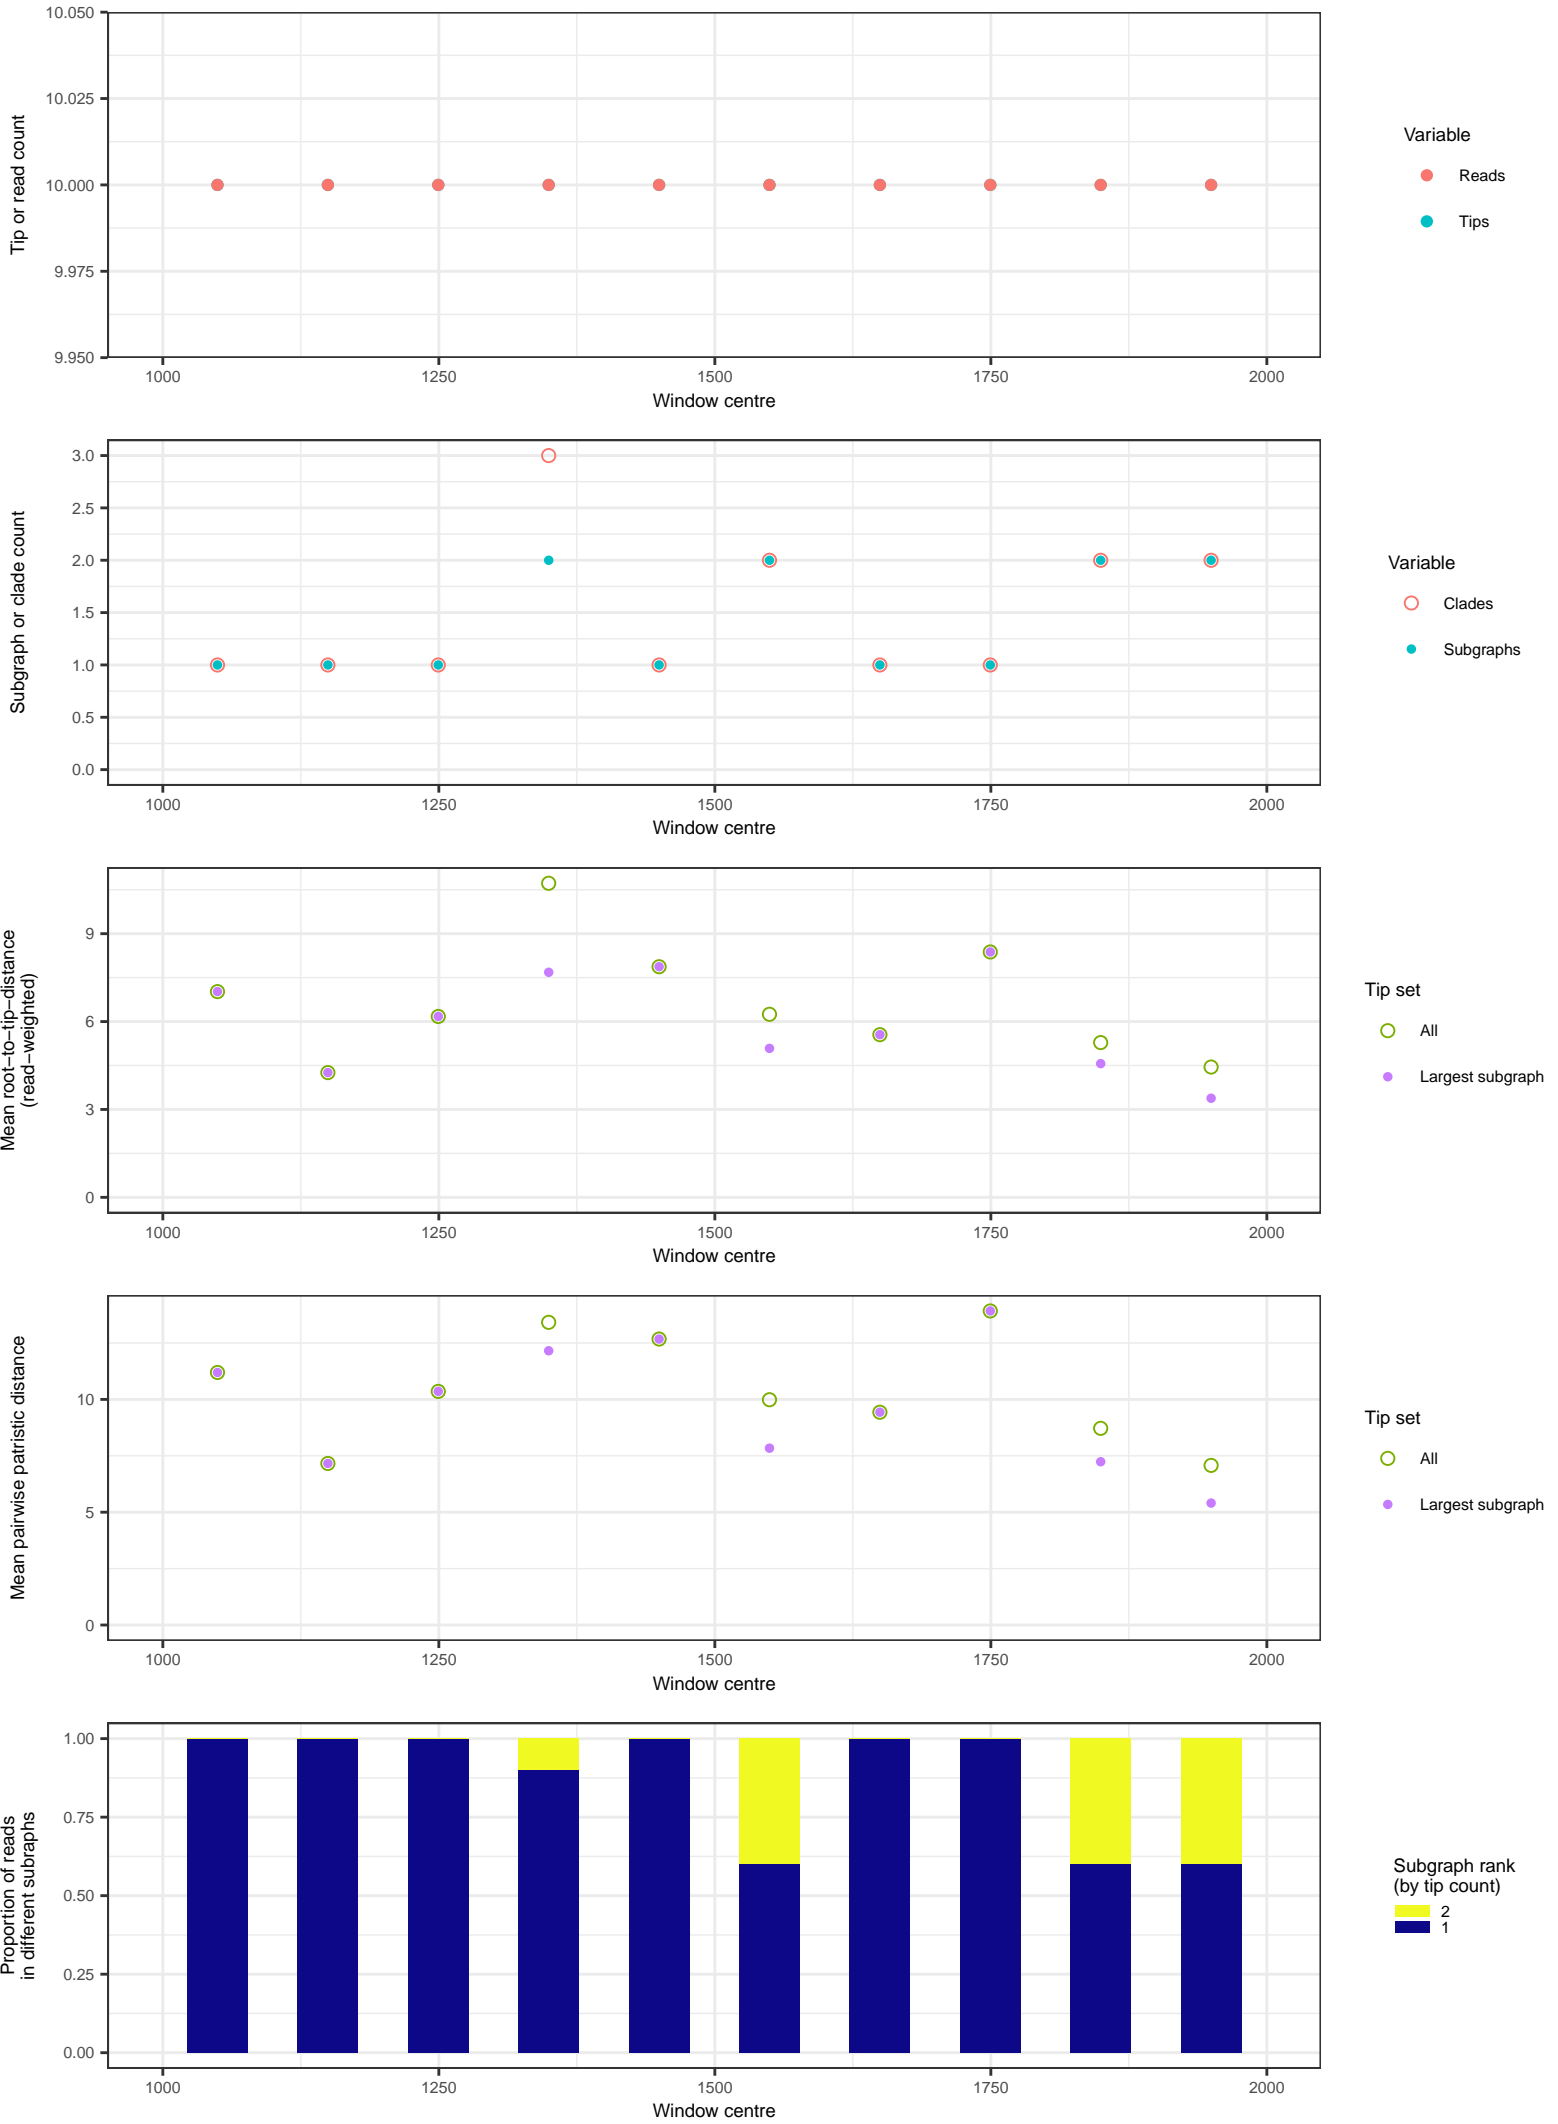 10.050
10.025
10.000
9.975
9.950
Tip or read count
1000 1250 1500 1750 2000
Window centre
Variable
Reads
Tips
3.0
2.5
2.0
1.5
1.0
0.5
0.0
Subgraph or clade count
1000 1250 1500 1750 2000
Window centre
Variable
Clades
Subgraphs
9
6
3
0
Mean root−to−tip−distance
(read−weighted)
1000 1250 1500 1750 2000
Window centre
Tip set
All
Largest subgraph
10
5
0
Mean pairwise patristic distance
1000 1250 1500 1750 2000
Window centre
Tip set
All
Largest subgraph
1.00
0.75
0.50
0.25
0.00
Proportion of reads
in different subraphs
1000 1250 1500 1750 2000
Window centre
Subgraph rank
(by tip count)
2
1